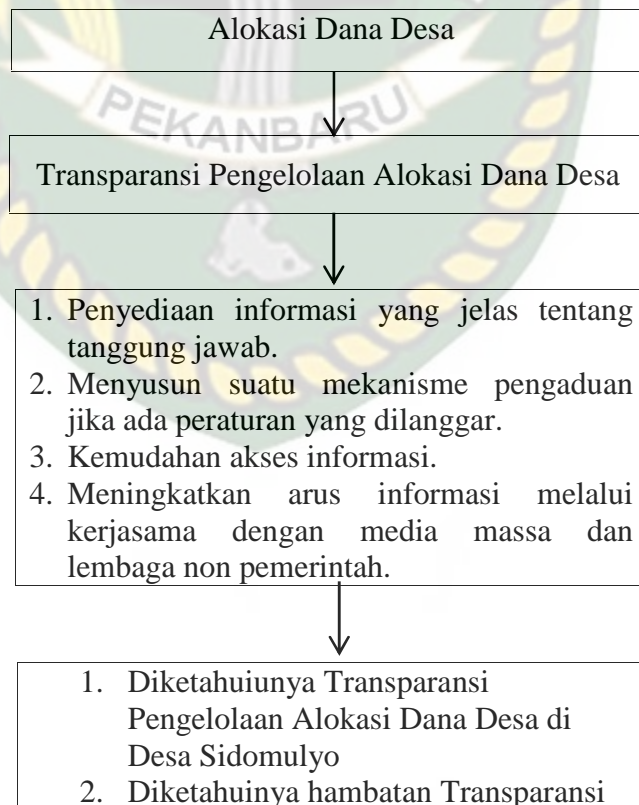 Alokasi Dana Desa
PEKANBARU
Transparansi Pengelolaan Alokasi Dana Desa
1. Penyediaan informasi yang jelas tentang
tanggung jawab.
2. Menyusun suatu mekanisme pengaduan
jika ada peraturan yang dilanggar.
3. Kemudahan akses informasi.
4. Meningkatkan arus informasi melalui
kerjasama dengan media massa dan
lembaga non pemerintah.
1. Diketahuiunya Transparansi
Pengelolaan Alokasi Dana Desa di
Desa Sidomulyo
2. Diketahuinya hambatan Transparansi